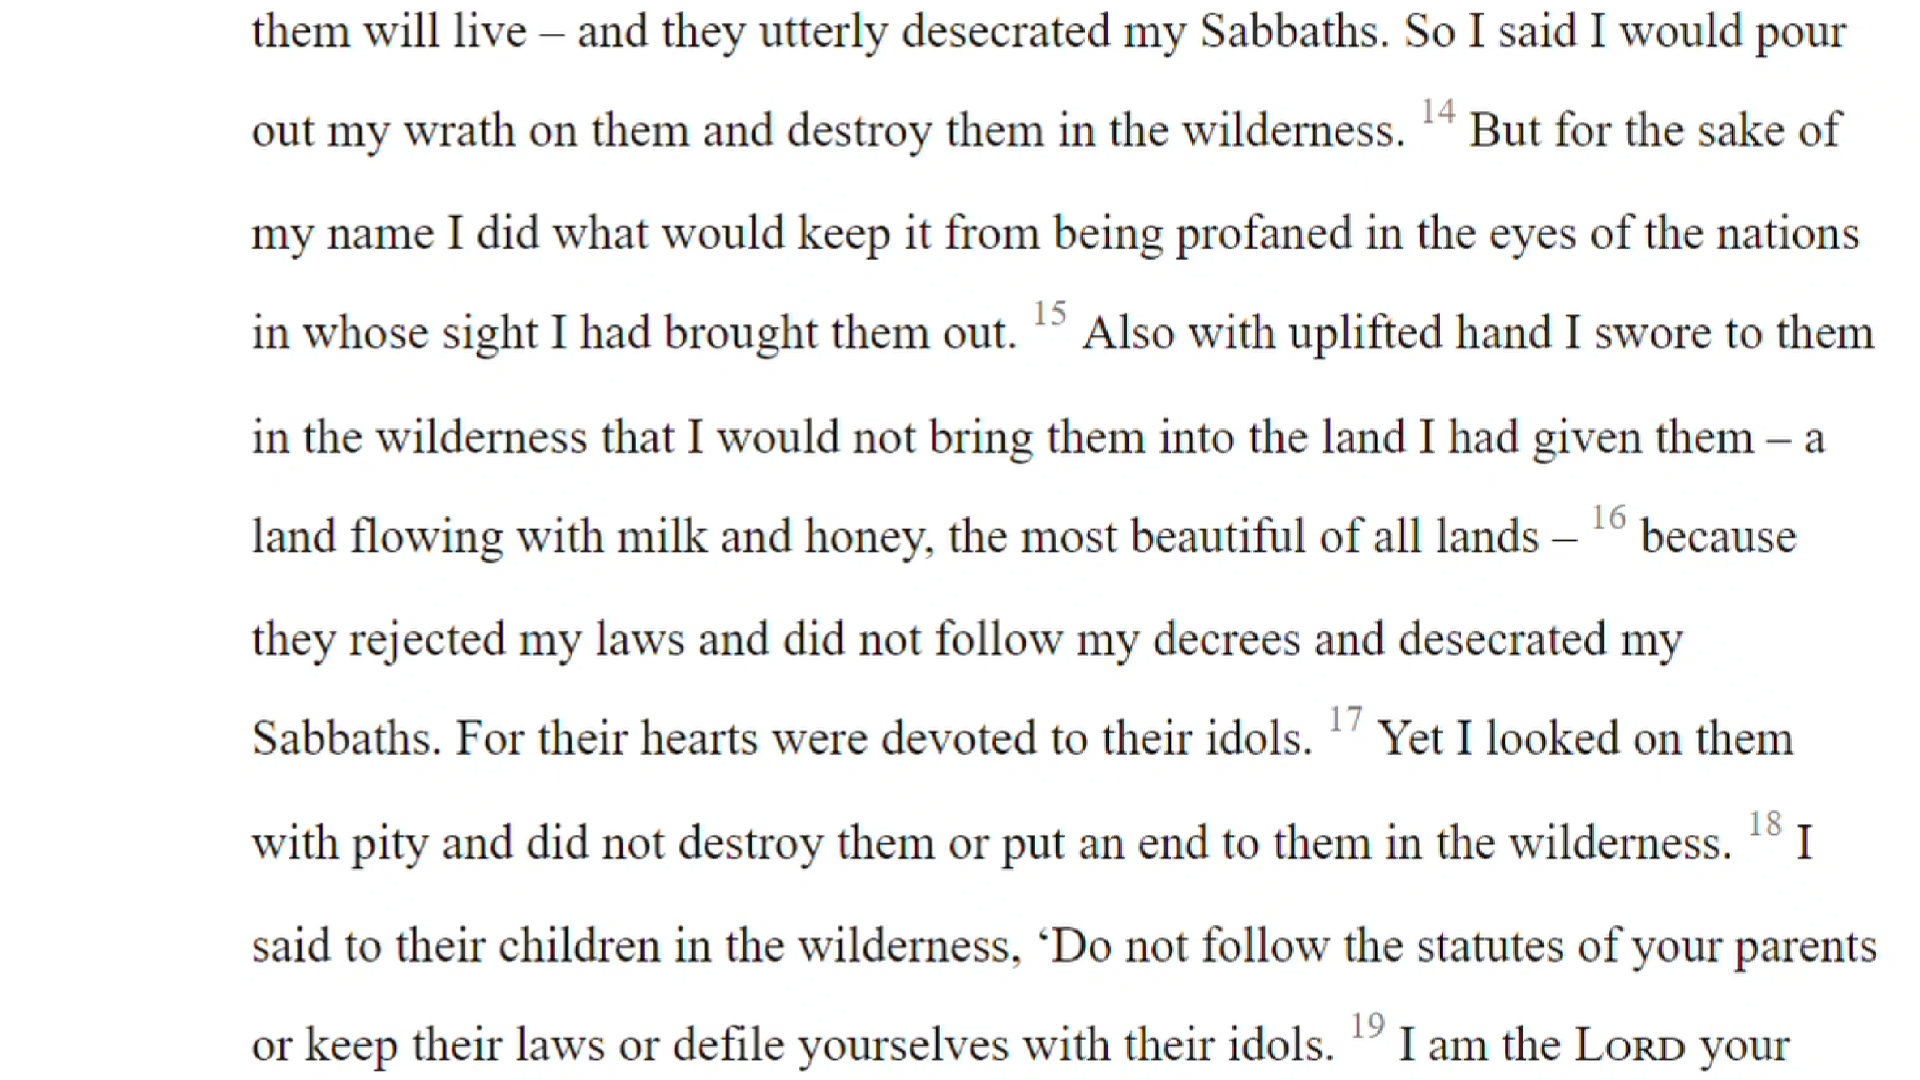 them will live – and they utterly desecrated my Sabbaths. So I said I would pour
out my wrath on them and destroy them in the wilderness. 14 But for the sake of
my name I did what would keep it from being profaned in the eyes of the nations
in whose sight I had brought them out. 15 Also with uplifted hand I swore to them
in the wilderness that I would not bring them into the land I had given them – a
land flowing with milk and honey, the most beautiful of all lands – 16 because
they rejected my laws and did not follow my decrees and desecrated my
Sabbaths. For their hearts were devoted to their idols. 17 Yet I looked on them
with pity and did not destroy them or put an end to them in the wilderness. 18 I
said to their children in the wilderness, ‘Do not follow the statutes of your parents
or keep their laws or defile yourselves with their idols. 19 I am the LORD your